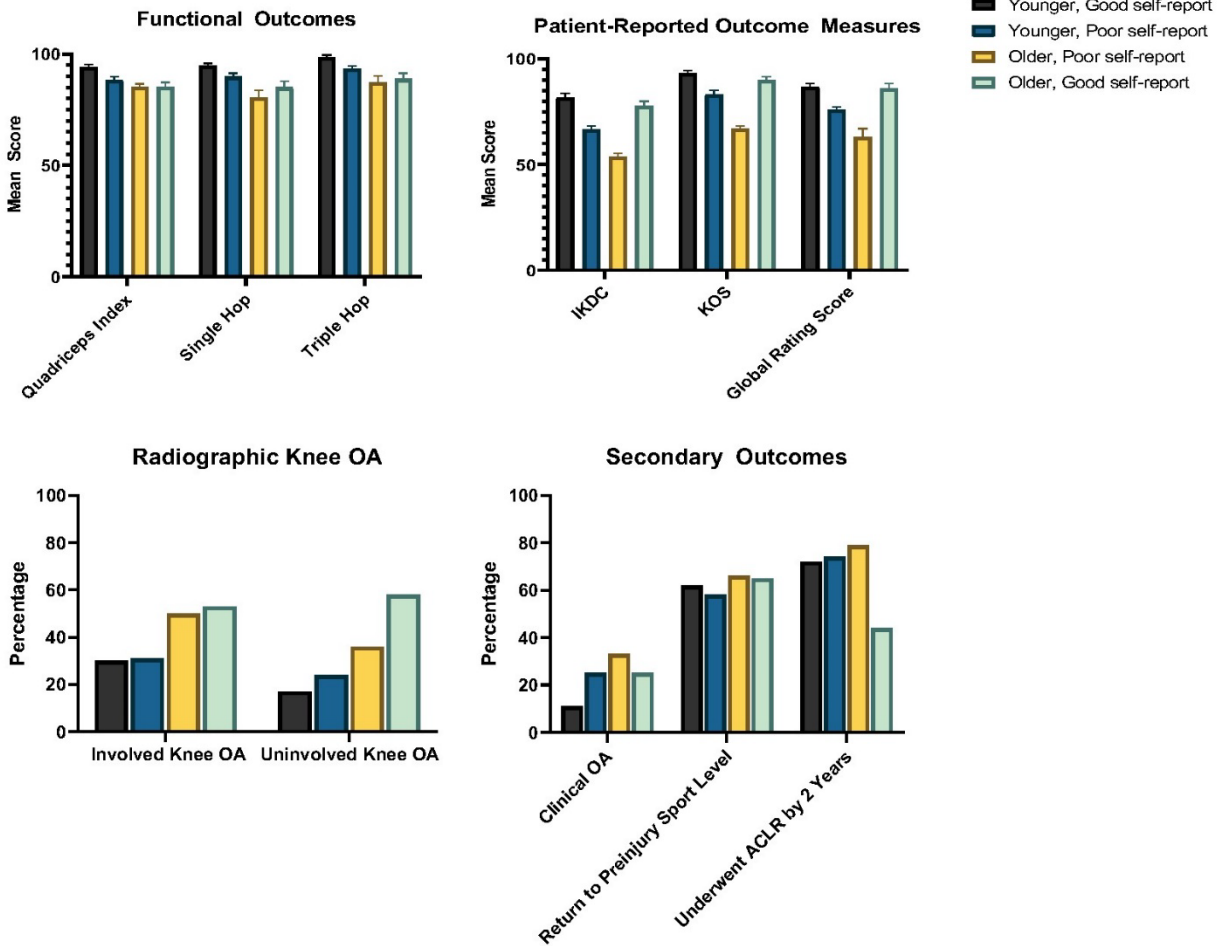 Functional Outcomes
100
50
0
Mean Score
Quadriceps Index
Single Hop
Triple Hop
Patient-Reported Outcome Measures
100
50
0
Mean Score
IKDC
KOS
Global Rating Score
Younger, Good self-report
Younger, Poor self-report
Older, Poor self-report
Older, Good self-report
Radiographic Knee OA
100
80
60
40
20
0
Percentage
Involved Knee OA
Uninvolved Knee OA
Secondary Outcomes
100
80
60
40
20
0
Percentage
Clinical OA
Return to Preinjury Sport Level
Underwent ACLR by 2 Years